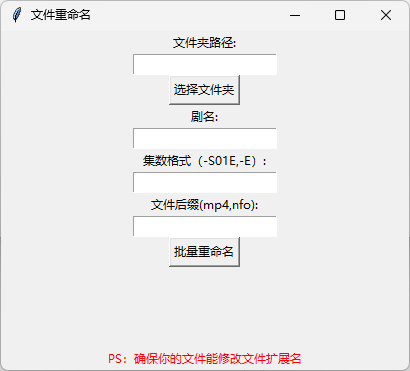 文件重命名
文件夹路径:
选择文件夹
剧名:
集数格式（-S01E,-E）:
文件后缀(mp4,nfo):
批量重命名
PS：确保你的文件能修改文件扩展名